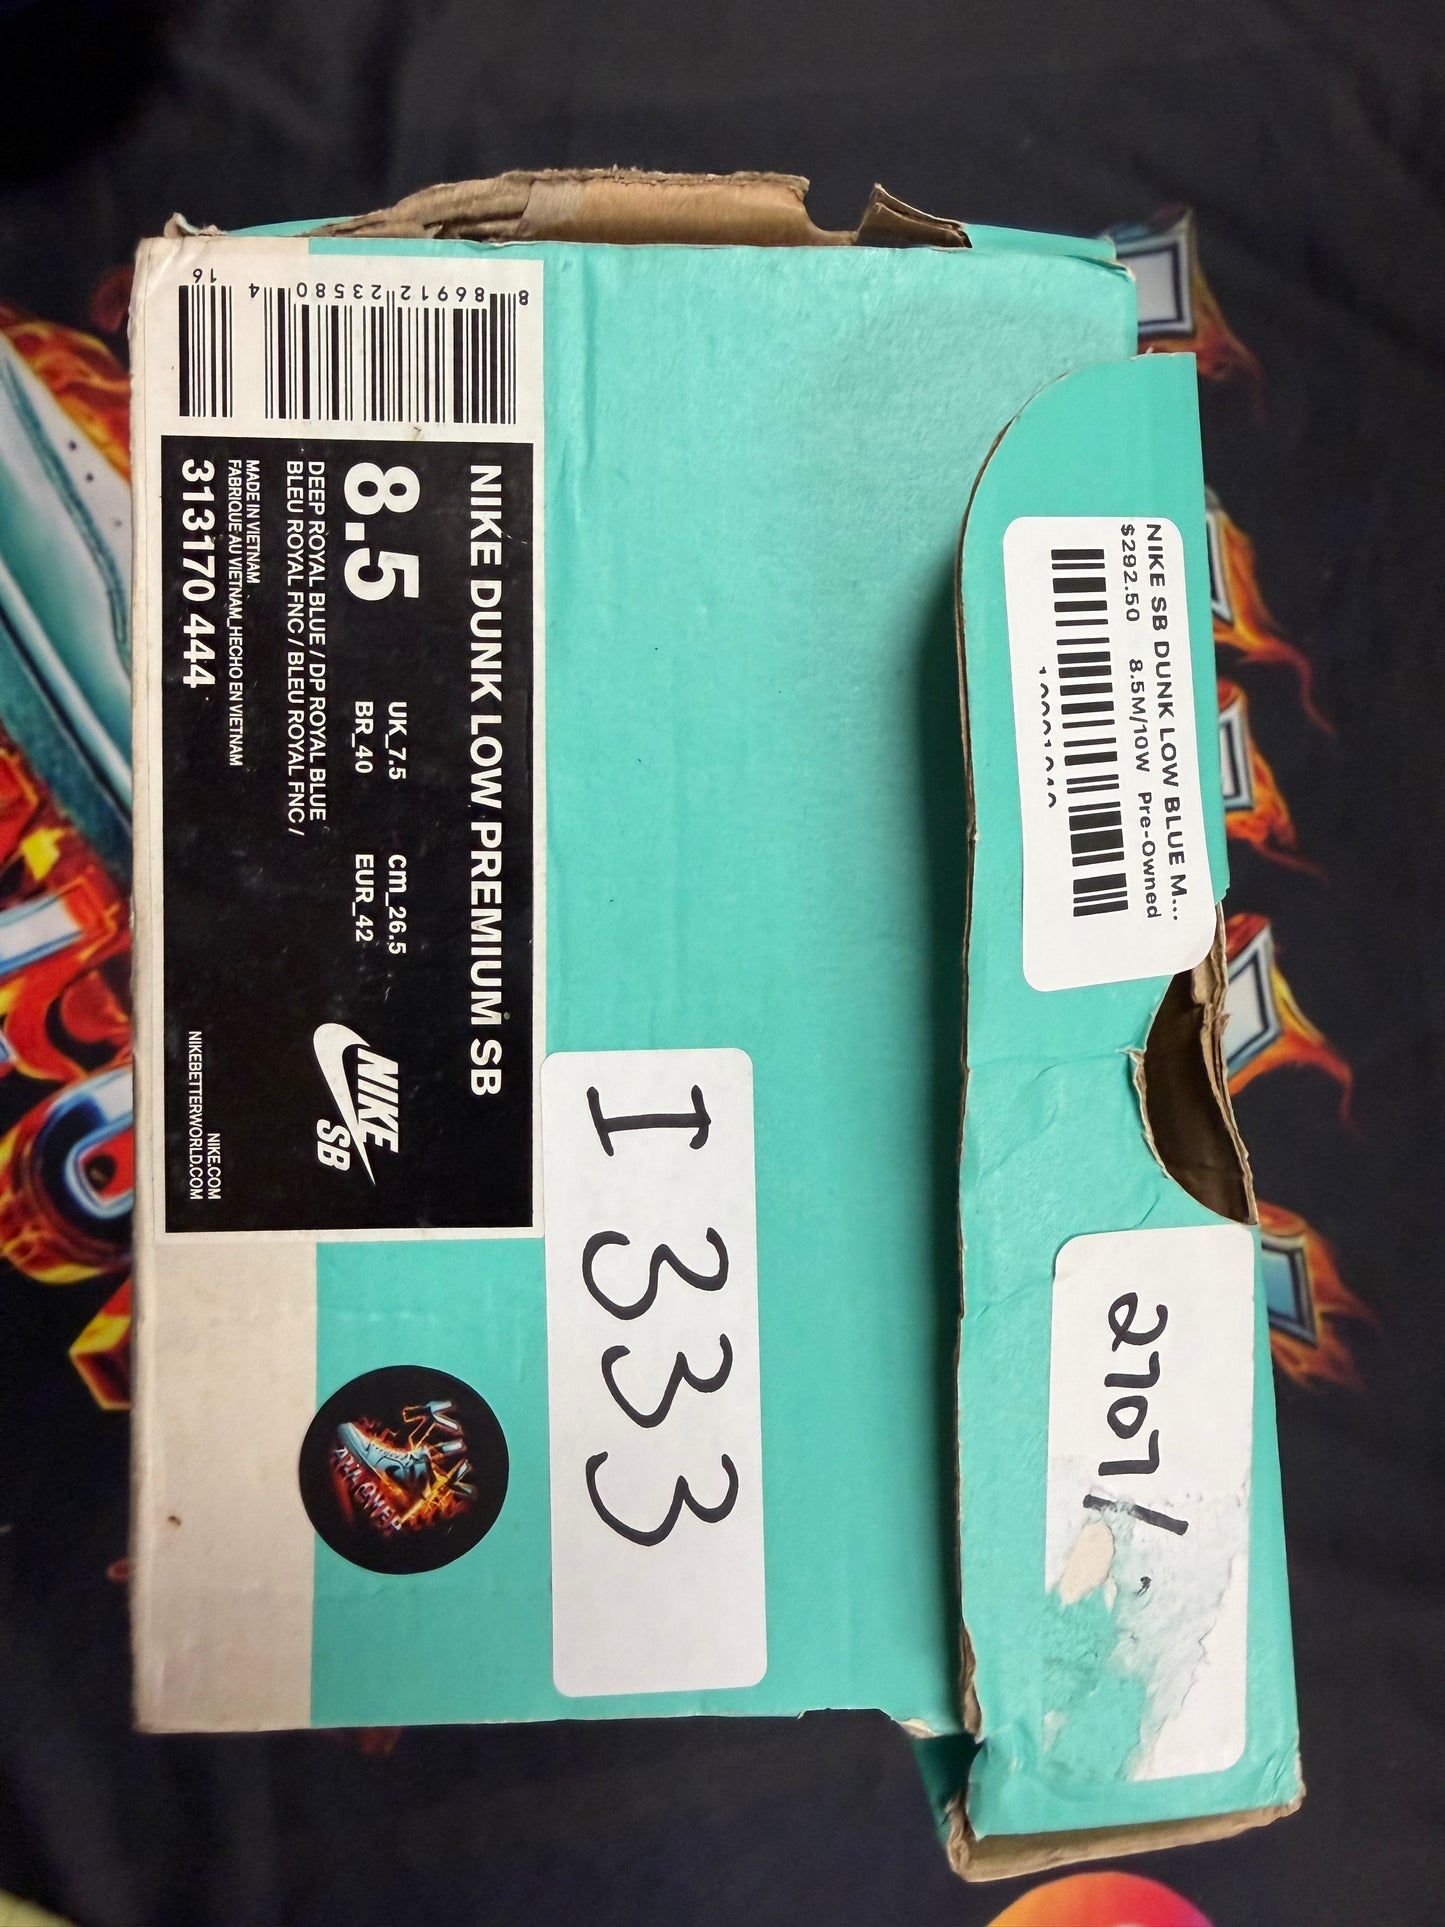 NIKE DUNK LOW PREMIUM SB
8.5
UK_7.5 cm_26.5
BR_40 EUR_42
NIKE
SB
DEEP ROYAL BLUE / DP ROYAL BLUE
BLEU ROYAL FNC / BLEU ROYAL FNC /
MADE IN VIETNAM
FABRIQUE AU VIETNAM_HECHO EN VIETNAM
313170 444
NIKE.COM
NIKEBETTERWORLD.COM
8 86912 23580 4
16
NIKE SB DUNK LOW BLUE M...
$292.50 8.5M/10W Pre-Owned
I 333
2707/
ALL OVER